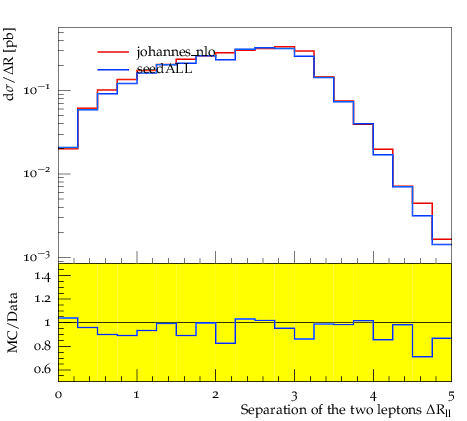 dσ/ΔR [pb]
johannes_nlo
seedALL
10⁻¹
10⁻²
10⁻³
MC/Data
1.4
1.2
1
0.8
0.6
0 1 2 3 4 5
Separation of the two leptons ΔR_ll